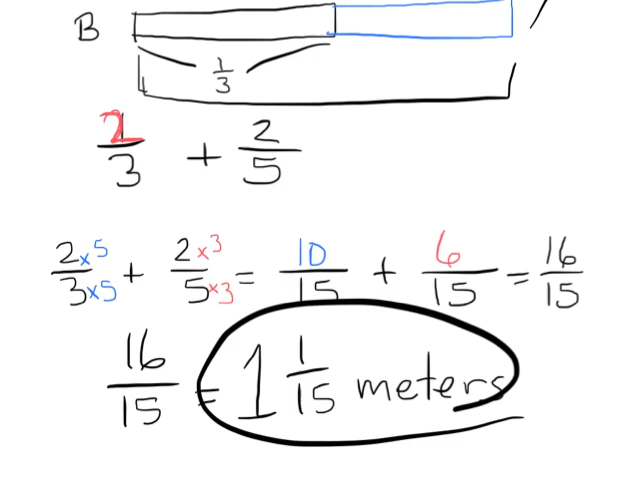 B
1/3
2/3 + 2/5
2×5/3×5 + 2×3/5×3 = 10/15 + 6/15 = 16/15
16/15 = 1 1/15 meters